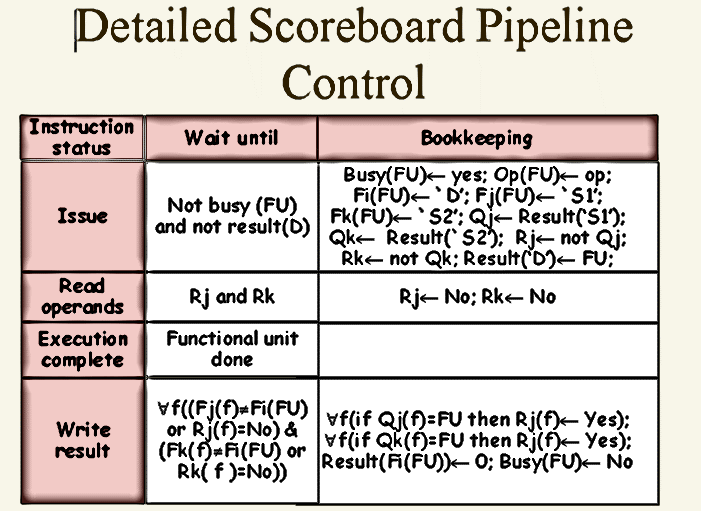 Detailed Scoreboard Pipeline
Control
Instruction
status
Wait until
Bookkeeping
Issue
Not busy (FU)
and not result(D)
Busy(FU)← yes; Op(FU)← op;
Fi(FU)← `D'; Fj(FU)← `S1';
Fk(FU)← `S2'; Qj← Result('S1');
Qk← Result(`S2'); Rj← not Qj;
Rk← not Qk; Result('D')← FU;
Read
operands
Rj and Rk
Rj← No; Rk← No
Execution
complete
Functional unit
done
Write
result
∀f((Fj(f)≠Fi(FU)
or Rj(f)=No) &
(Fk(f)≠Fi(FU) or
Rk( f )=No))
∀f(if Qj(f)=FU then Rj(f)← Yes);
∀f(if Qk(f)=FU then Rj(f)← Yes);
Result(Fi(FU))← 0; Busy(FU)← No